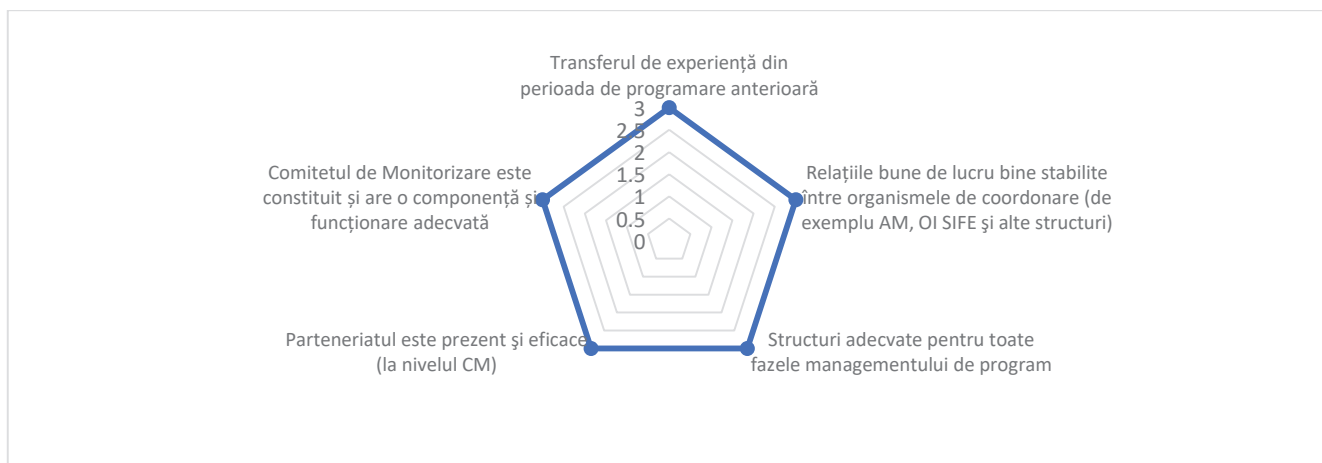 Transferul de experiență din
perioada de programare anterioară
3
2.5
2
1.5
1
0.5
0
Relațiile bune de lucru bine stabilite
între organismele de coordonare (de
exemplu AM, OI SIFE şi alte structuri)
Structuri adecvate pentru toate
fazele managementului de program
Parteneriatul este prezent şi eficace
(la nivelul CM)
Comitetul de Monitorizare este
constituit și are o componență și
funcționare adecvată